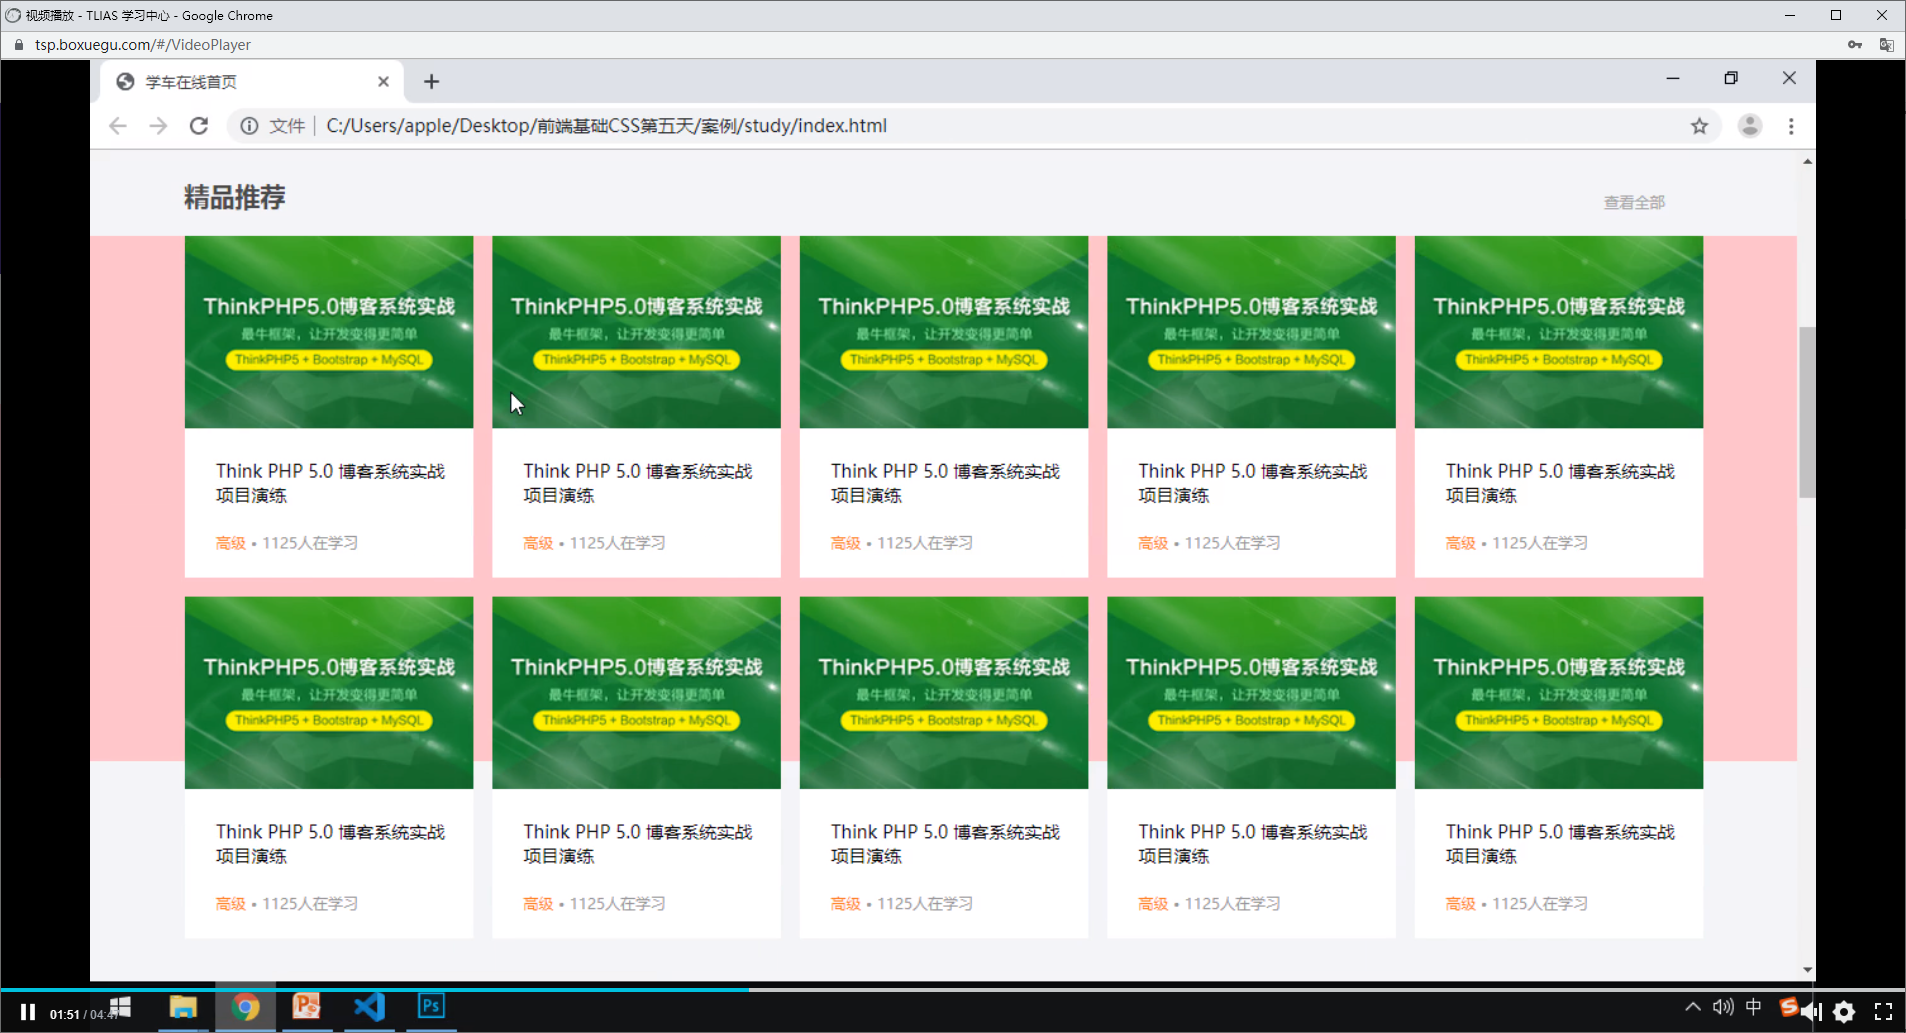 视频播放 - TLIAS 学习中心 - Google Chrome
tsp.boxuegu.com/#/VideoPlayer
学车在线首页
文件 | C:/Users/apple/Desktop/前端基础CSS第五天/案例/study/index.html
精品推荐
查看全部
ThinkPHP5.0博客系统实战 ThinkPHP5.0博客系统实战 ThinkPHP5.0博客系统实战 ThinkPHP5.0博客系统实战 ThinkPHP5.0博客系统实战
最牛框架，让开发变得更简单 最牛框架，让开发变得更简单 最牛框架，让开发变得更简单 最牛框架，让开发变得更简单 最牛框架，让开发变得更简单
ThinkPHP5 + Bootstrap + MySQL ThinkPHP5 + Bootstrap + MySQL ThinkPHP5 + Bootstrap + MySQL ThinkPHP5 + Bootstrap + MySQL ThinkPHP5 + Bootstrap + MySQL
Think PHP 5.0 博客系统实战 Think PHP 5.0 博客系统实战 Think PHP 5.0 博客系统实战 Think PHP 5.0 博客系统实战 Think PHP 5.0 博客系统实战
项目演练 项目演练 项目演练 项目演练 项目演练
高级 • 1125人在学习 高级 • 1125人在学习 高级 • 1125人在学习 高级 • 1125人在学习 高级 • 1125人在学习
ThinkPHP5.0博客系统实战 ThinkPHP5.0博客系统实战 ThinkPHP5.0博客系统实战 ThinkPHP5.0博客系统实战 ThinkPHP5.0博客系统实战
最牛框架，让开发变得更简单 最牛框架，让开发变得更简单 最牛框架，让开发变得更简单 最牛框架，让开发变得更简单 最牛框架，让开发变得更简单
ThinkPHP5 + Bootstrap + MySQL ThinkPHP5 + Bootstrap + MySQL ThinkPHP5 + Bootstrap + MySQL ThinkPHP5 + Bootstrap + MySQL ThinkPHP5 + Bootstrap + MySQL
Think PHP 5.0 博客系统实战 Think PHP 5.0 博客系统实战 Think PHP 5.0 博客系统实战 Think PHP 5.0 博客系统实战 Think PHP 5.0 博客系统实战
项目演练 项目演练 项目演练 项目演练 项目演练
高级 • 1125人在学习 高级 • 1125人在学习 高级 • 1125人在学习 高级 • 1125人在学习 高级 • 1125人在学习
01:51 / 04:4
Ps
中